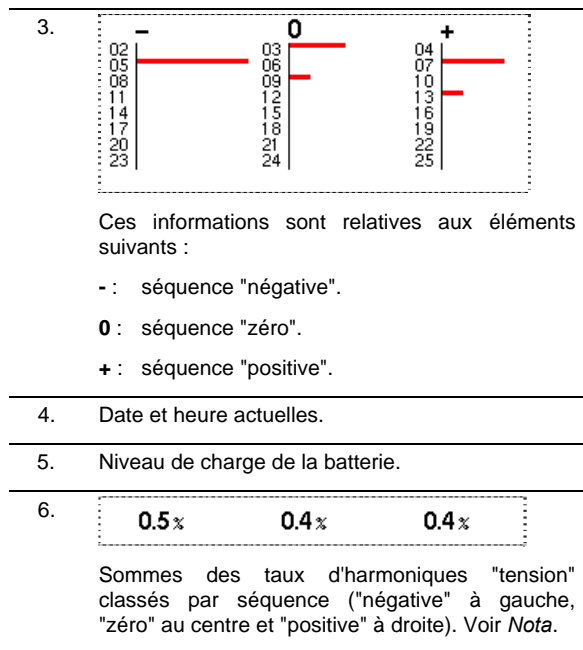 3.
- 0 +
02 03 04
05 06 07
08 09 10
11 12 13
14 15 16
17 18 19
20 21 22
23 24 25
Ces informations sont relatives aux éléments
suivants :
- : séquence "négative".
0 : séquence "zéro".
+ : séquence "positive".
4. Date et heure actuelles.
5. Niveau de charge de la batterie.
6.
0.5 % 0.4 % 0.4 %
Sommes des taux d'harmoniques "tension"
classés par séquence ("négative" à gauche,
"zéro" au centre et "positive" à droite). Voir Nota.